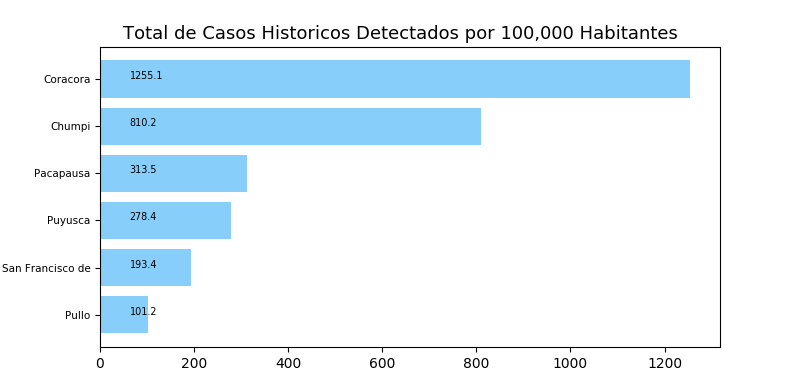 Total de Casos Historicos Detectados por 100,000 Habitantes
Coracora 1255.1
Chumpi 810.2
Pacapausa 313.5
Puyusca 278.4
San Francisco de 193.4
Pullo 101.2
0 200 400 600 800 1000 1200